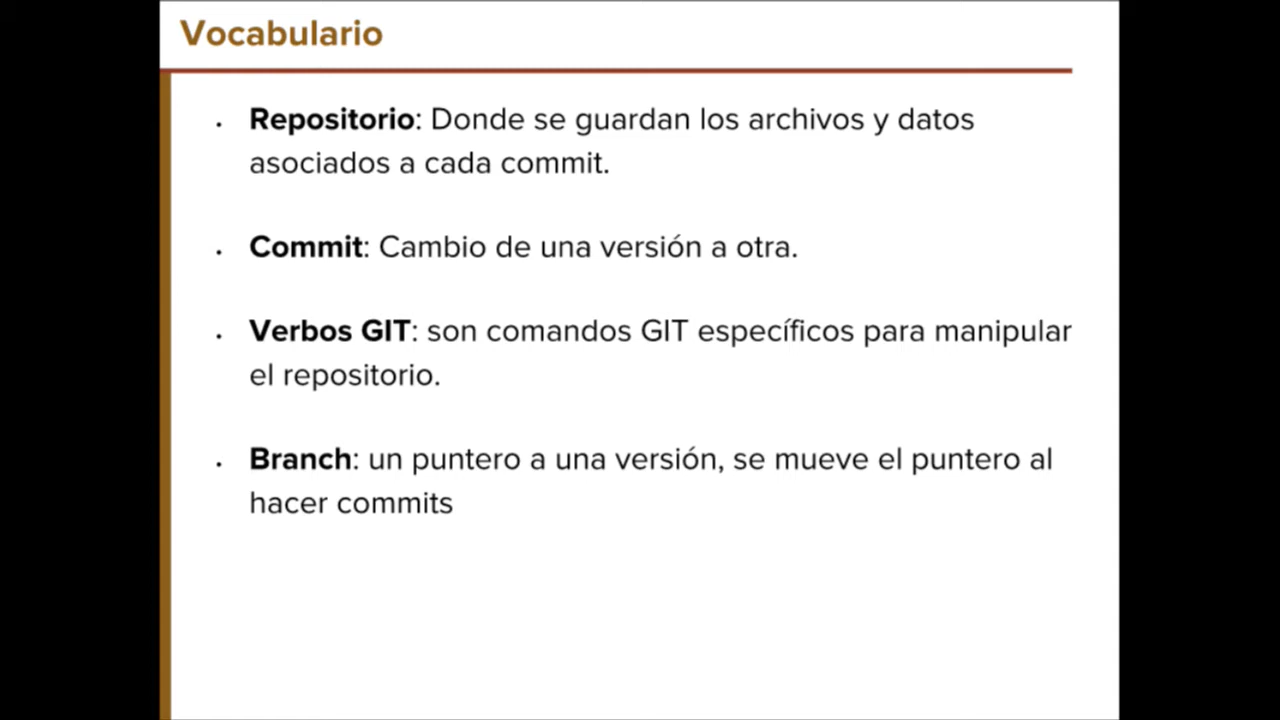 Vocabulario
• Repositorio: Donde se guardan los archivos y datos
asociados a cada commit.
• Commit: Cambio de una versión a otra.
• Verbos GIT: son comandos GIT específicos para manipular
el repositorio.
• Branch: un puntero a una versión, se mueve el puntero al
hacer commits